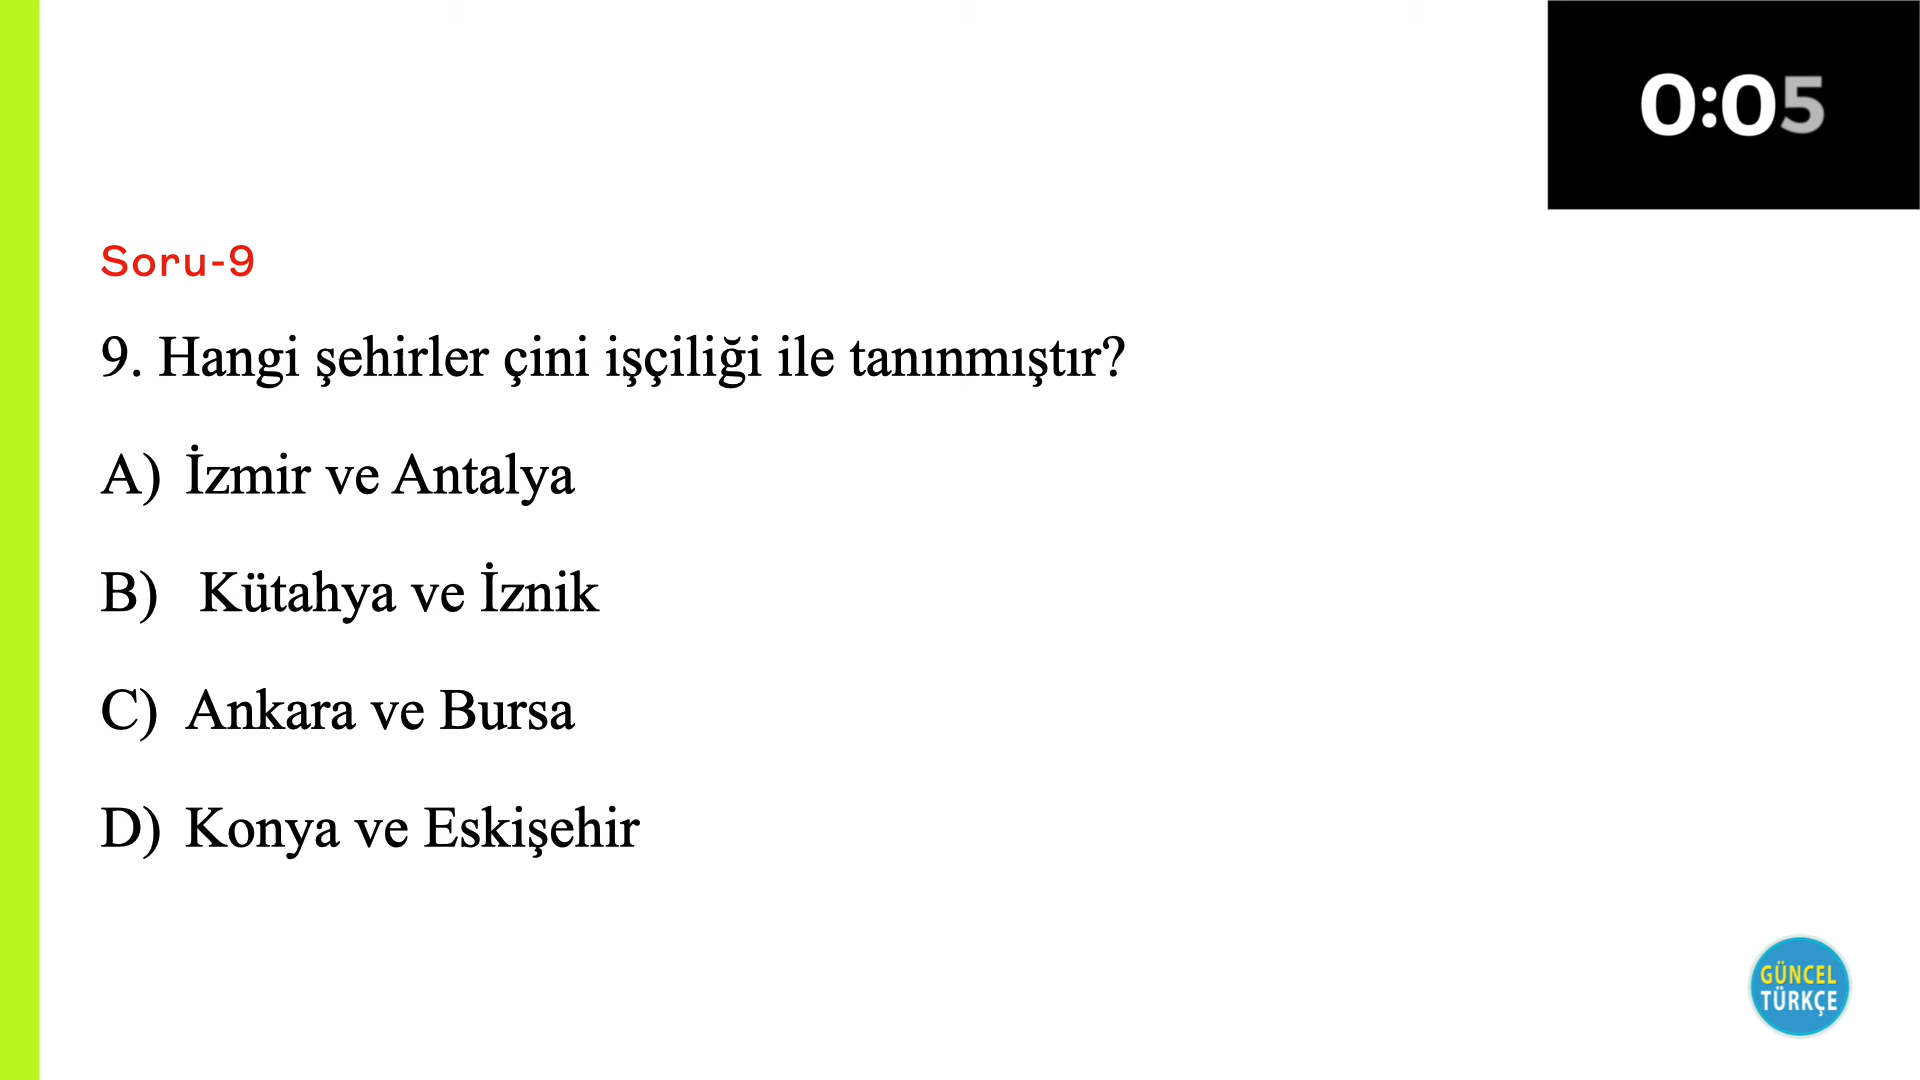 0:05
Soru-9
9. Hangi şehirler çini işçiliği ile tanınmıştır?
A) İzmir ve Antalya
B) Kütahya ve İznik
C) Ankara ve Bursa
D) Konya ve Eskişehir
GÜNCEL
TÜRKÇE